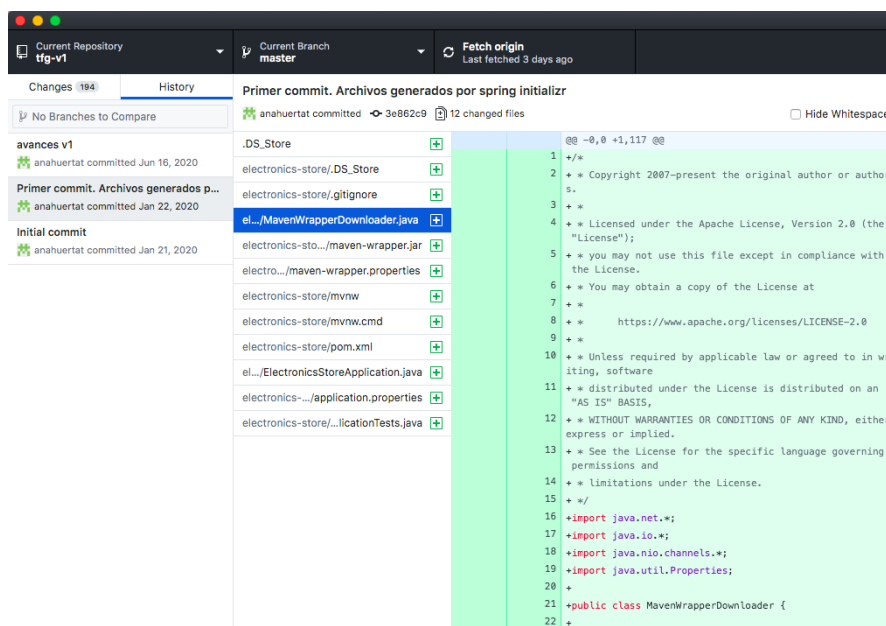 Current Repository
tfg-v1
Current Branch
master
Fetch origin
Last fetched 3 days ago
Changes 194
History
No Branches to Compare
avances v1
anahuertat committed Jun 16, 2020
Primer commit. Archivos generados p...
anahuertat committed Jan 22, 2020
Initial commit
anahuertat committed Jan 21, 2020
Primer commit. Archivos generados por spring initializr
anahuertat committed 3e862c9 12 changed files
Hide Whitespace
.DS_Store
electronics-store/.DS_Store
electronics-store/.gitignore
el.../MavenWrapperDownloader.java
electronics-sto.../maven-wrapper.jar
electro.../maven-wrapper.properties
electronics-store/mvnw
electronics-store/mvnw.cmd
electronics-store/pom.xml
el.../ElectronicsStoreApplication.java
electronics-.../application.properties
electronics-store/...licationTests.java
@@ -0,0 +1,117 @@
1 +/*
2 + * Copyright 2007-present the original author or author
s.
3 + *
4 + * Licensed under the Apache License, Version 2.0 (the
"License");
5 + * you may not use this file except in compliance with
the License.
6 + * You may obtain a copy of the License at
7 + *
8 + *      https://www.apache.org/licenses/LICENSE-2.0
9 + *
10 + * Unless required by applicable law or agreed to in wr
iting, software
11 + * distributed under the License is distributed on an
"AS IS" BASIS,
12 + * WITHOUT WARRANTIES OR CONDITIONS OF ANY KIND, either
express or implied.
13 + * See the License for the specific language governing
permissions and
14 + * limitations under the License.
15 + */
16 +import java.net.*;
17 +import java.io.*;
18 +import java.nio.channels.*;
19 +import java.util.Properties;
20 +
21 +public class MavenWrapperDownloader {
22 +